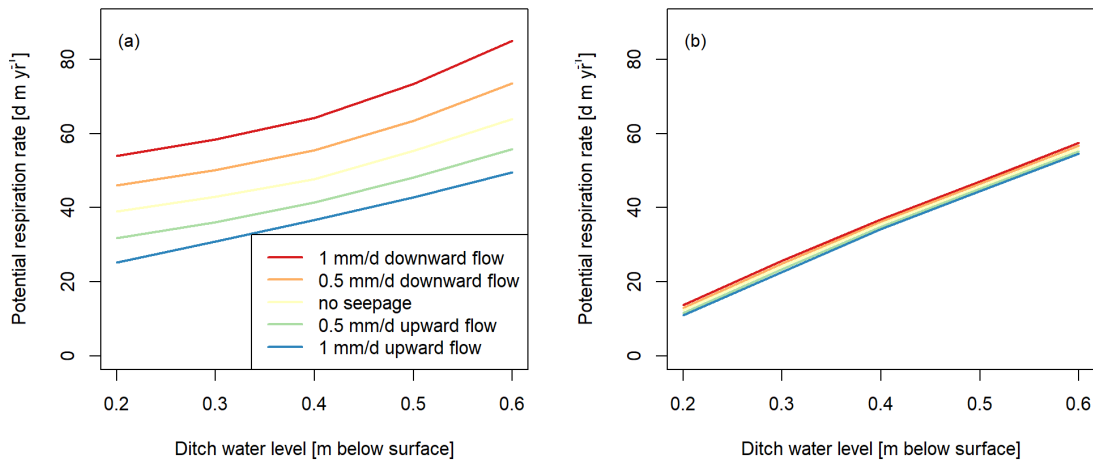 (a)
Potential respiration rate [d m yr⁻¹]
80
60
40
20
0
1 mm/d downward flow
0.5 mm/d downward flow
no seepage
0.5 mm/d upward flow
1 mm/d upward flow
0.2 0.3 0.4 0.5 0.6
Ditch water level [m below surface]
(b)
Potential respiration rate [d m yr⁻¹]
80
60
40
20
0
0.2 0.3 0.4 0.5 0.6
Ditch water level [m below surface]